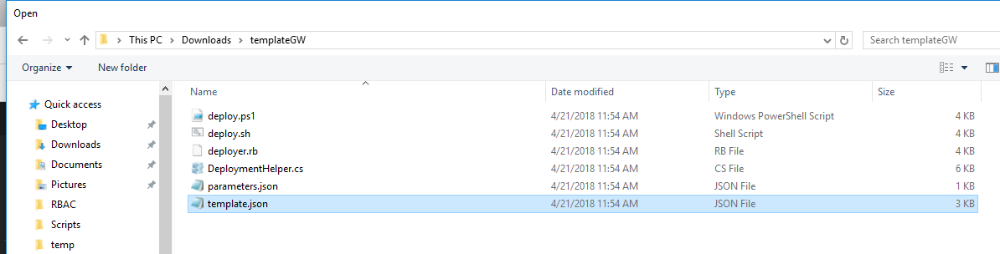 Open
This PC > Downloads > templateGW
Search templateGW
Organize
New folder
Name
Date modified
Type
Size
Quick access
Desktop
Downloads
Documents
Pictures
RBAC
Scripts
temp
deploy.ps1 4/21/2018 11:54 AM Windows PowerShell Script 4 KB
deploy.sh 4/21/2018 11:54 AM Shell Script 4 KB
deployer.rb 4/21/2018 11:54 AM RB File 4 KB
DeploymentHelper.cs 4/21/2018 11:54 AM CS File 6 KB
parameters.json 4/21/2018 11:54 AM JSON File 1 KB
template.json 4/21/2018 11:54 AM JSON File 3 KB